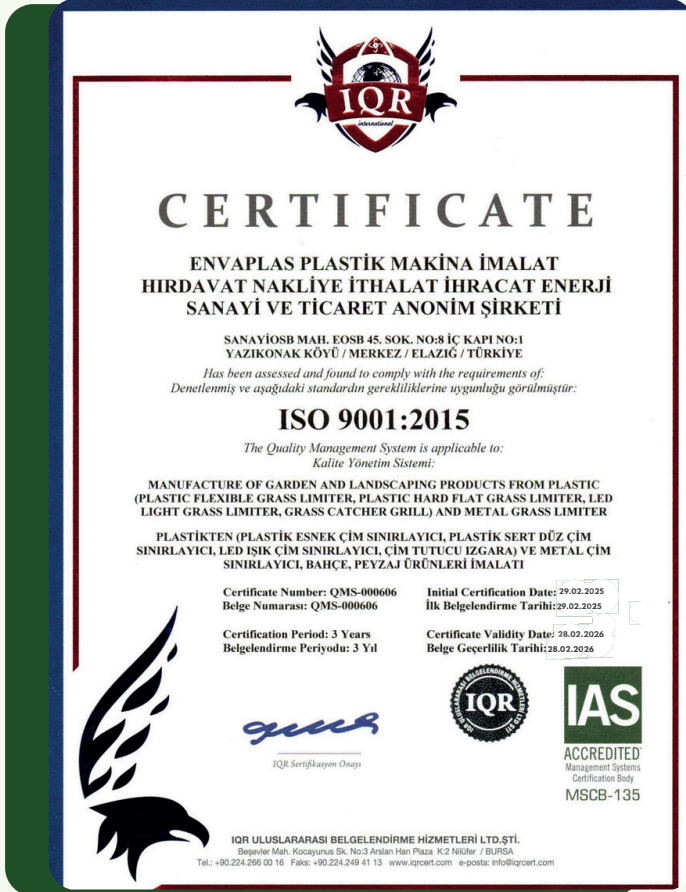 IQR
international
CERTIFICATE
ENVAPLAS PLASTİK MAKİNA İMALAT
HIRDAVAT NAKLİYE İTHALAT İHRACAT ENERJİ
SANAYİ VE TİCARET ANONİM ŞİRKETİ
SANAYİOSB MAH. EOSB 45. SOK. NO:8 İÇ KAPI NO:1
YAZIKONAK KÖYÜ / MERKEZ / ELAZIĞ / TÜRKİYE
Has been assessed and found to comply with the requirements of:
Denetlenmiş ve aşağıdaki standardın gerekliliklerine uygunluğu görülmüştür:
ISO 9001:2015
The Quality Management System is applicable to:
Kalite Yönetim Sistemi:
MANUFACTURE OF GARDEN AND LANDSCAPING PRODUCTS FROM PLASTIC
(PLASTIC FLEXIBLE GRASS LIMITER, PLASTIC HARD FLAT GRASS LIMITER, LED
LIGHT GRASS LIMITER, GRASS CATCHER GRILL) AND METAL GRASS LIMITER
PLASTİKTEN (PLASTİK ESNEK ÇİM SINIRLAYICI, PLASTİK SERT DÜZ ÇİM
SINIRLAYICI, LED IŞIK ÇİM SINIRLAYICI, ÇİM TUTUCU IZGARA) VE METAL ÇİM
SINIRLAYICI, BAHÇE, PEYZAJ ÜRÜNLERİ İMALATI
Certificate Number: QMS-000606
Belge Numarası: QMS-000606
Initial Certification Date: 29.02.2025
İlk Belgelendirme Tarihi: 29.02.2025
Certification Period: 3 Years
Belgelendirme Periyodu: 3 Yıl
Certificate Validity Date: 28.02.2026
Belge Geçerlilik Tarihi: 28.02.2026
IQR Sertifikasyon Onayı
IQR ULUSLARARASI BELGELENDİRME HİZMETLERİ LTD ŞTİ.
IQR
IAS
ACCREDITED
Management Systems
Certification Body
MSCB-135
IQR ULUSLARARASI BELGELENDİRME HİZMETLERİ LTD.ŞTİ.
Beşevler Mah. Kocayunus Sk. No:3 Arslan Han Plaza K:2 Nilüfer / BURSA
Tel.: +90.224.266 00 16 Faks: +90.224.249 41 13 www.iqrcert.com e-posta: info@iqrcert.com